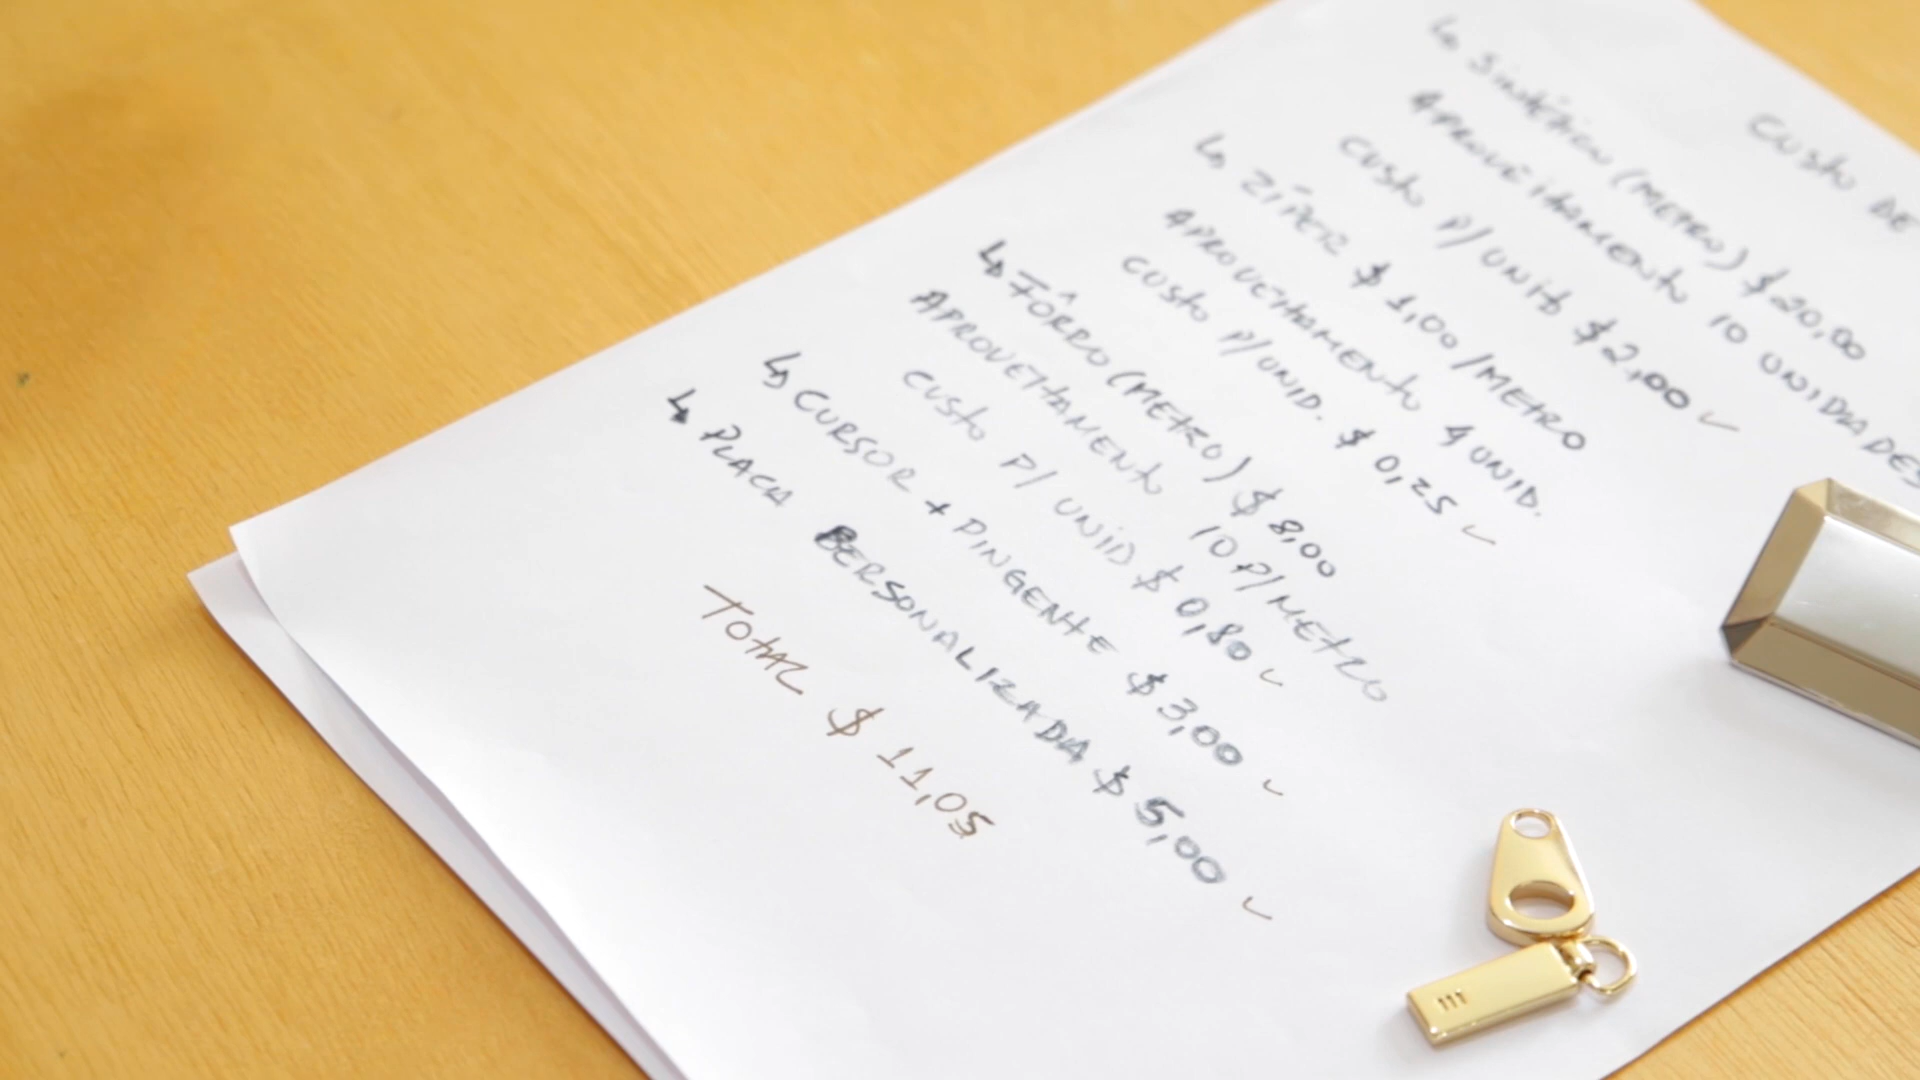 Custo DE
↳ Sintético (METRO) $ 20,00
APROVEITAMENTO 10 UNIDADES
Custo P/ UNID $ 2,00 ✓
↳ ZÍPER $ 1,00 /METRO
APROVEITAMENTO 4 UNID.
Custo P/UNID. $ 0,25 ✓
↳ FÔRRO (METRO) $ 8,00
APROVEITAMENTO 10 P/METRO
Custo P/ UNID $ 0,80 ✓
↳ CURSOR + PINGENTE $ 3,00 ✓
↳ PLACA BERSONALIZADA $ 5,00 ✓
TOTAL $ 11,05